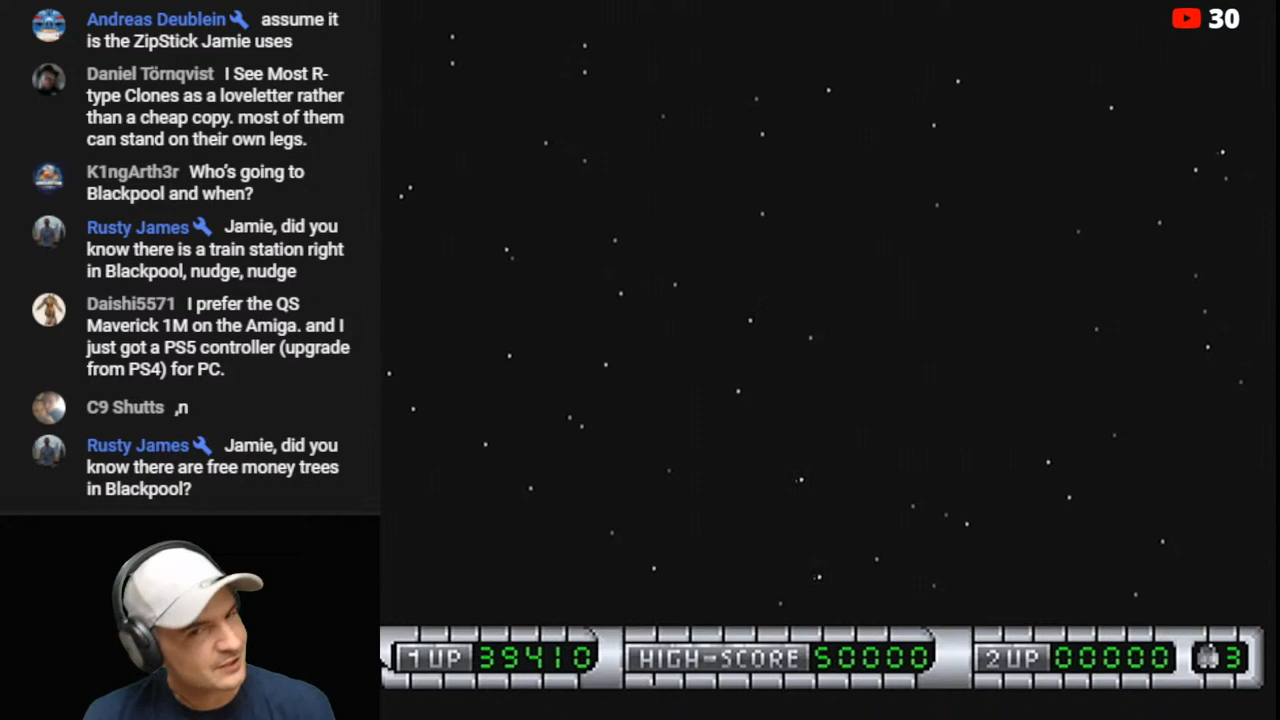 Andreas Deublein assume it
is the ZipStick Jamie uses
Daniel Törnqvist I See Most R-
type Clones as a loveletter rather
than a cheap copy. most of them
can stand on their own legs.
K1ngArth3r Who's going to
Blackpool and when?
Rusty James Jamie, did you
know there is a train station right
in Blackpool, nudge, nudge
Daishi5571 I prefer the QS
Maverick 1M on the Amiga. and I
just got a PS5 controller (upgrade
from PS4) for PC.
C9 Shutts ,n
Rusty James Jamie, did you
know there are free money trees
in Blackpool?
30
1 UP 39410 HIGH-SCORE 50000 2 UP 00000 3